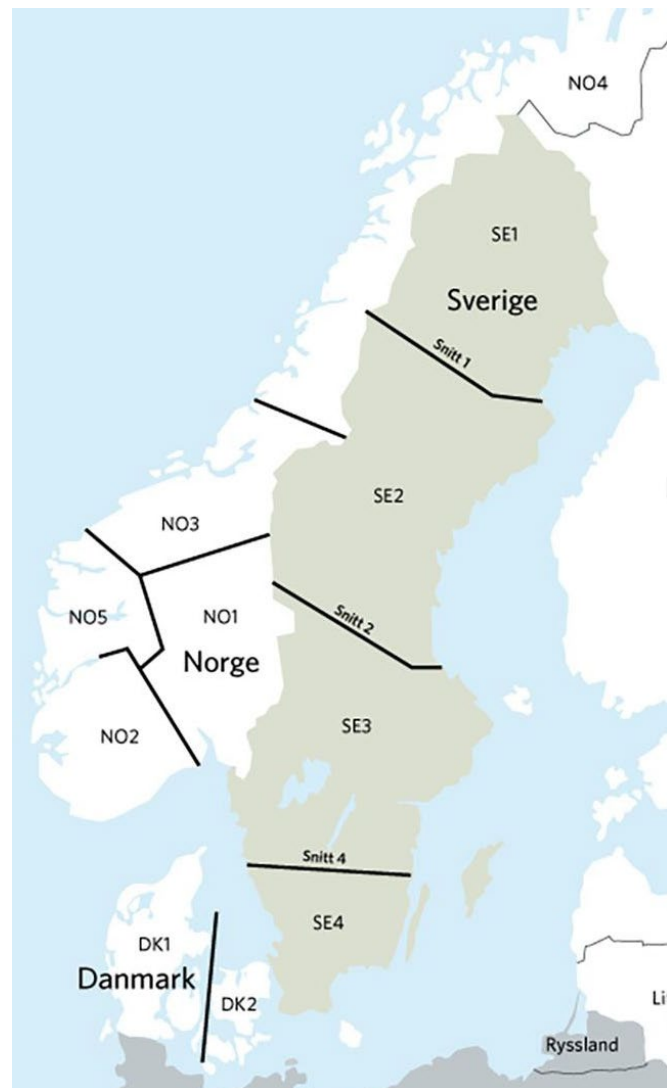 NO4
SE1
Sverige
Snitt 1
SE2
NO3
NO5
NO1
Snitt 2
Norge
NO2
SE3
Snitt 4
SE4
DK1
Danmark
DK2
Li
Ryssland